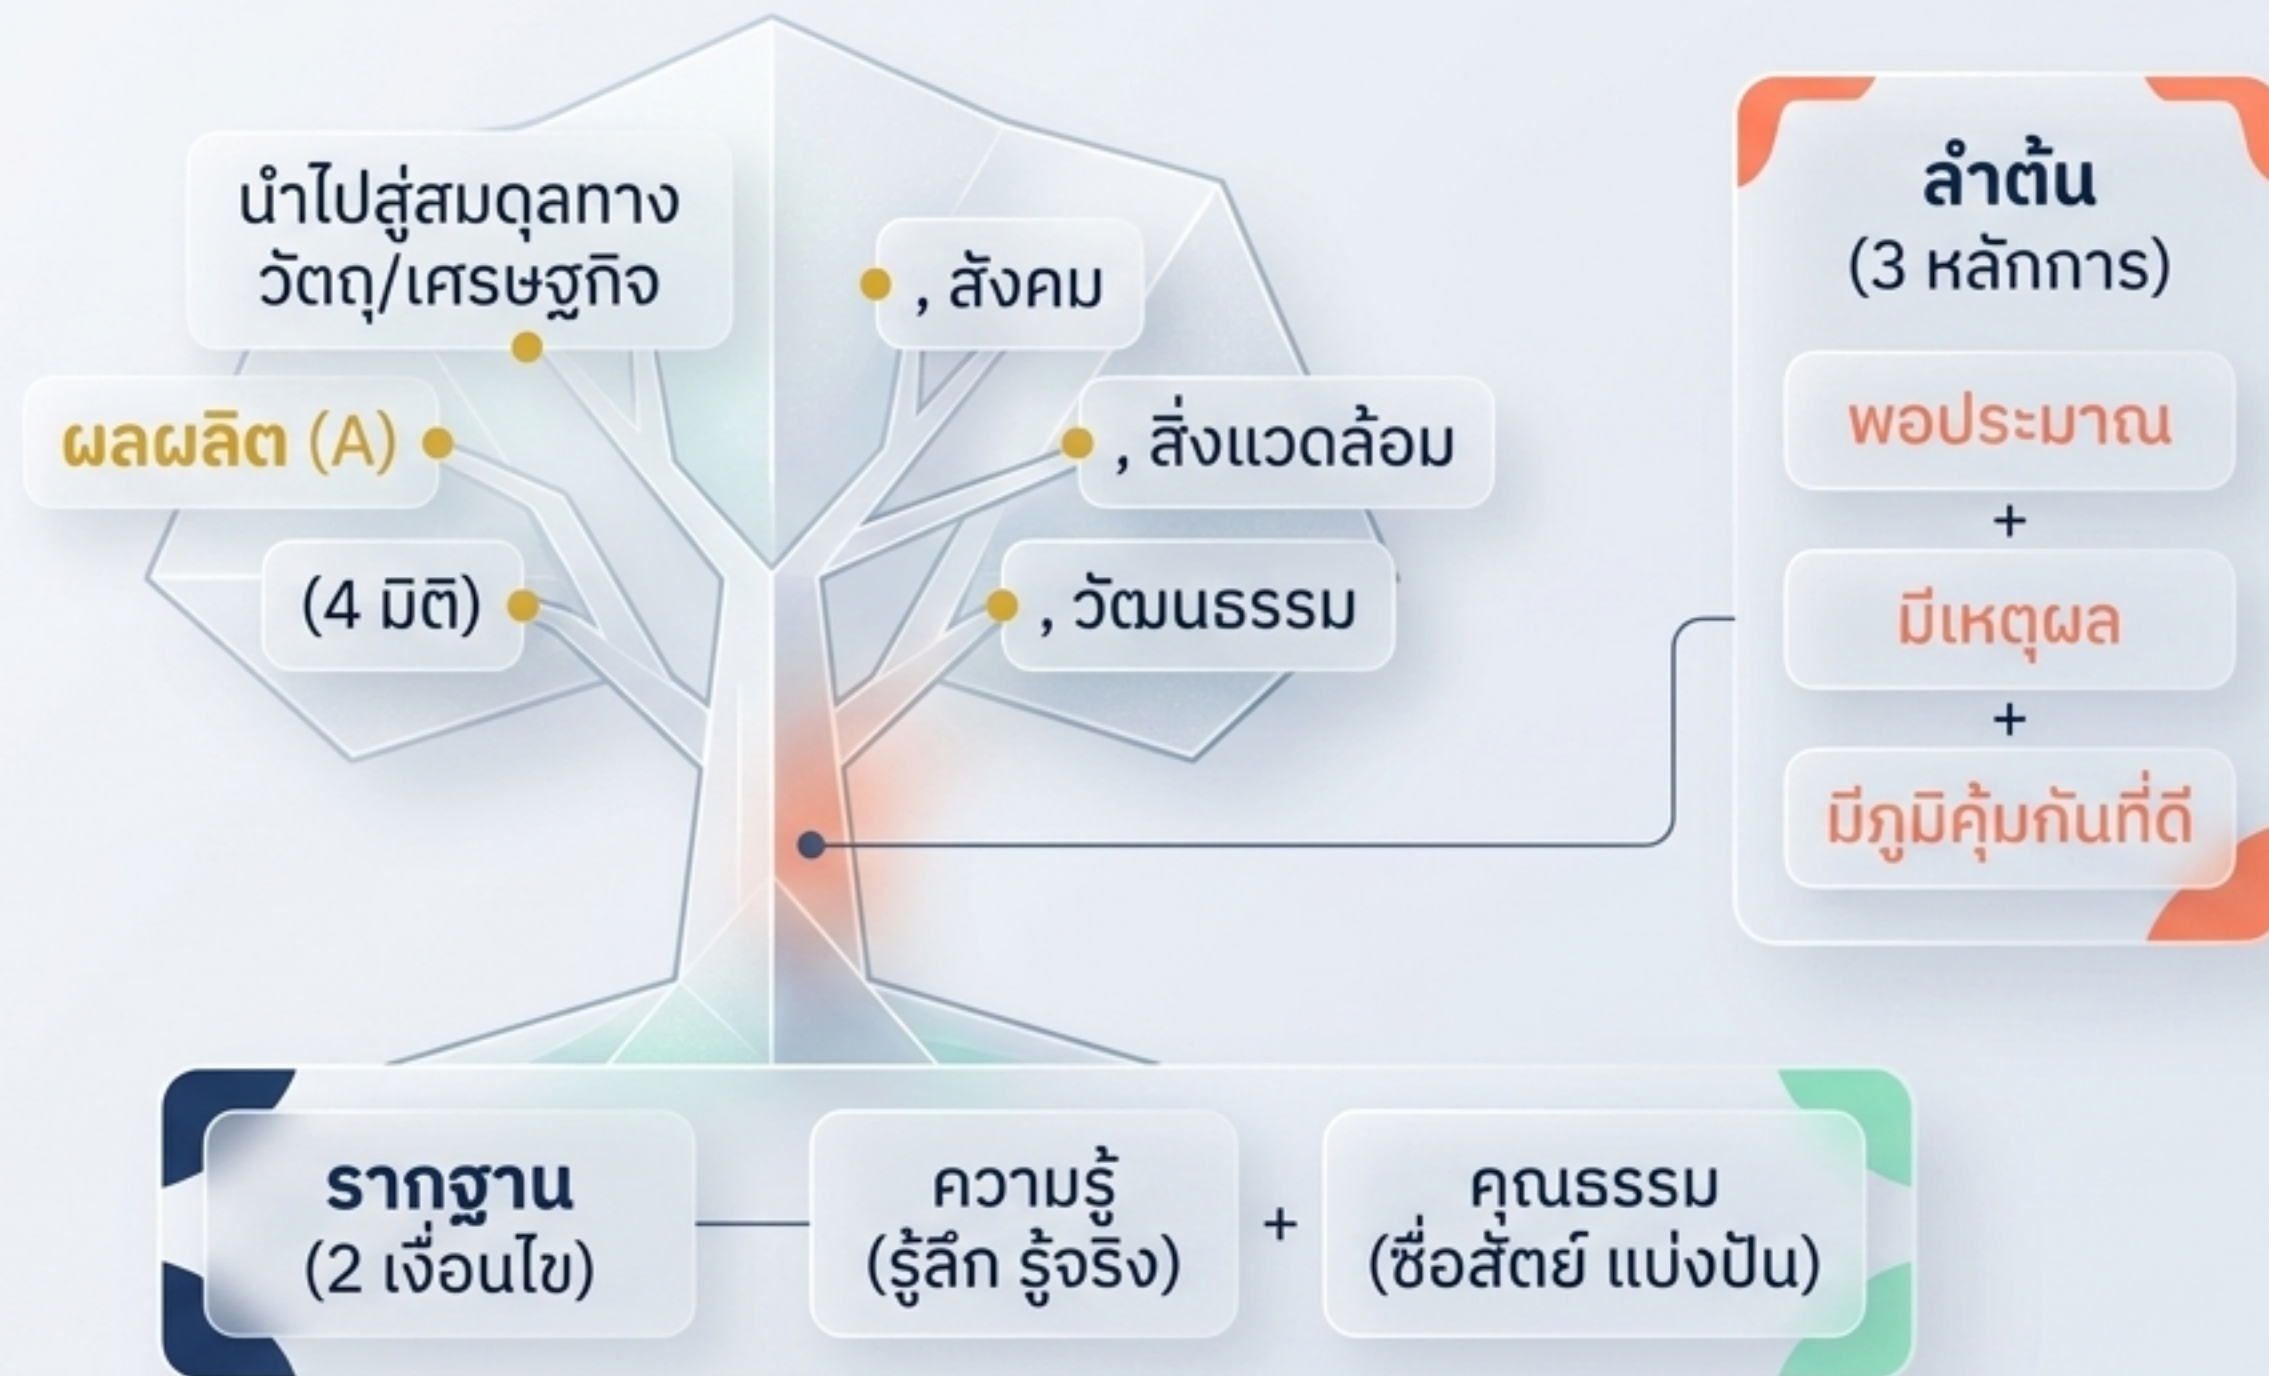 นำไปสู่สมดุลทาง
วัตถุ/เศรษฐกิจ
, สังคม
ผลผลิต (A)
, สิ่งแวดล้อม
(4 มิติ)
, วัฒนธรรม
ลำต้น
(3 หลักการ)
พอประมาณ
+
มีเหตุผล
+
มีภูมิคุ้มกันที่ดี
รากฐาน
(2 เงื่อนไข)
ความรู้
(รู้ลึก รู้จริง)
+
คุณธรรม
(ซื่อสัตย์ แบ่งปัน)